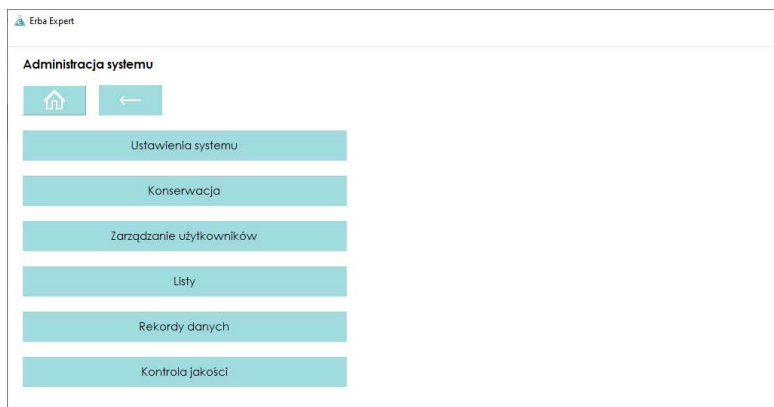 Erba Expert
Administracja systemu
Ustawienia systemu
Konserwacja
Zarządzanie użytkowników
Listy
Rekordy danych
Kontrola jakości